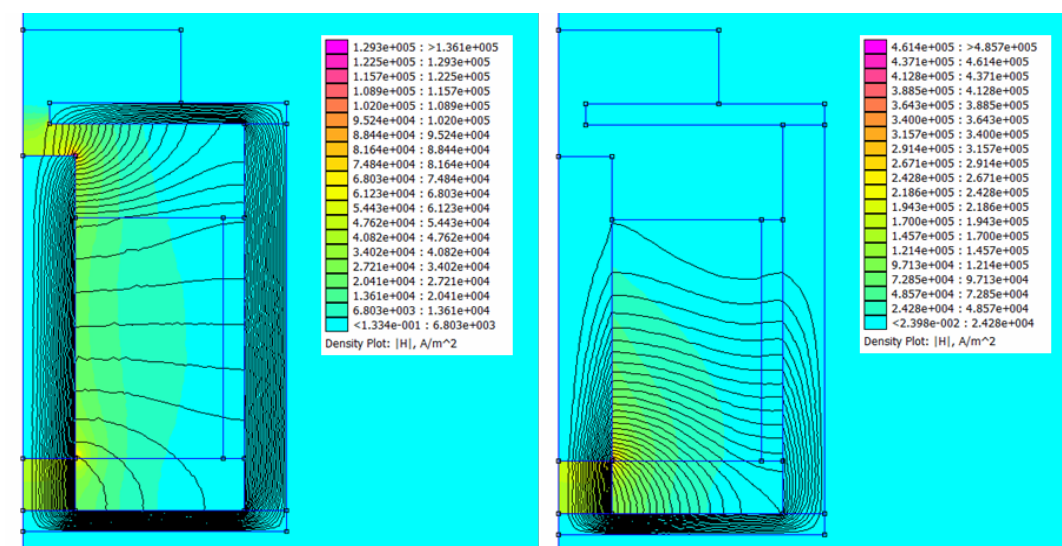 1.293e+005 : >1.361e+005
1.225e+005 : 1.293e+005
1.157e+005 : 1.225e+005
1.089e+005 : 1.157e+005
1.020e+005 : 1.089e+005
9.524e+004 : 1.020e+005
8.844e+004 : 9.524e+004
8.164e+004 : 8.844e+004
7.484e+004 : 8.164e+004
6.803e+004 : 7.484e+004
6.123e+004 : 6.803e+004
5.443e+004 : 6.123e+004
4.762e+004 : 5.443e+004
4.082e+004 : 4.762e+004
3.402e+004 : 4.082e+004
2.721e+004 : 3.402e+004
2.041e+004 : 2.721e+004
1.361e+004 : 2.041e+004
6.803e+003 : 1.361e+004
<1.334e-001 : 6.803e+003
Density Plot: |H|, A/m^2
4.614e+005 : >4.857e+005
4.371e+005 : 4.614e+005
4.128e+005 : 4.371e+005
3.885e+005 : 4.128e+005
3.643e+005 : 3.885e+005
3.400e+005 : 3.643e+005
3.157e+005 : 3.400e+005
2.914e+005 : 3.157e+005
2.671e+005 : 2.914e+005
2.428e+005 : 2.671e+005
2.186e+005 : 2.428e+005
1.943e+005 : 2.186e+005
1.700e+005 : 1.943e+005
1.457e+005 : 1.700e+005
1.214e+005 : 1.457e+005
9.713e+004 : 1.214e+005
7.285e+004 : 9.713e+004
4.857e+004 : 7.285e+004
2.428e+004 : 4.857e+004
<2.398e-002 : 2.428e+004
Density Plot: |H|, A/m^2